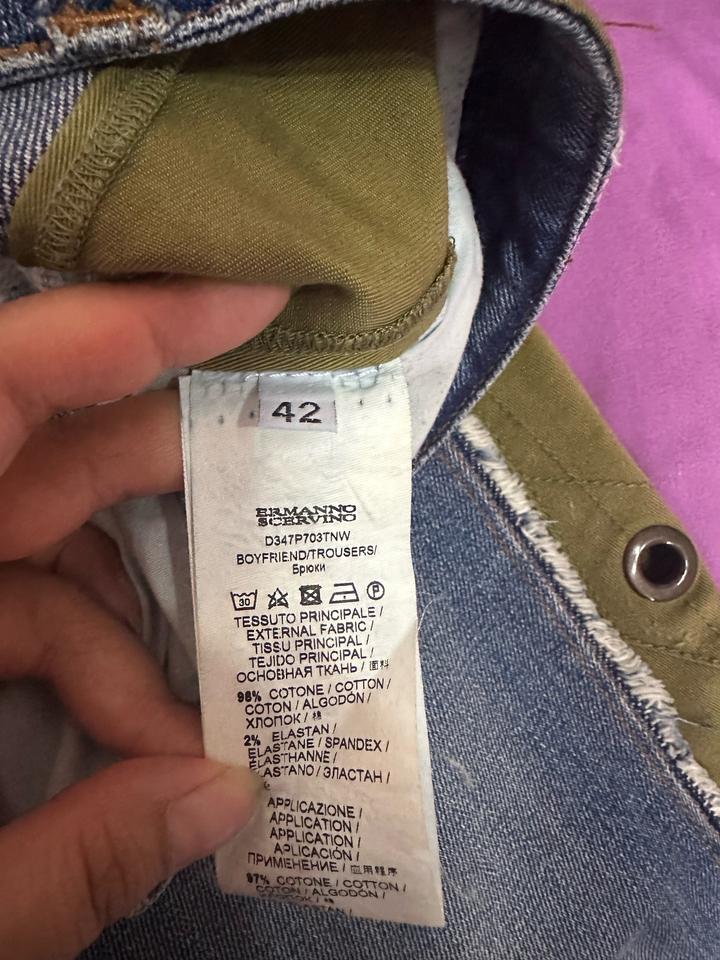 42
ERMANNO
SCERVINO
D347P703TNW
BOYFRIEND/TROUSERS/
Брюки
30
P
TESSUTO PRINCIPALE /
EXTERNAL FABRIC /
TISSU PRINCIPAL /
TEJIDO PRINCIPAL /
ОСНОВНАЯ ТКАНЬ / 面料
98% COTONE / COTTON /
COTON / ALGODÓN /
ХЛОПОК / 棉
2% ELASTAN /
ELASTANE / SPANDEX /
ELASTHANNE /
ELASTANO / ЭЛАСТАН /
APPLICAZIONE /
APPLICATION /
APPLICATION /
APLICACIÓN /
ПРИМЕНЕНИЕ / 应用程序
97% COTONE / COTTON /
COTON / ALGODÓN /